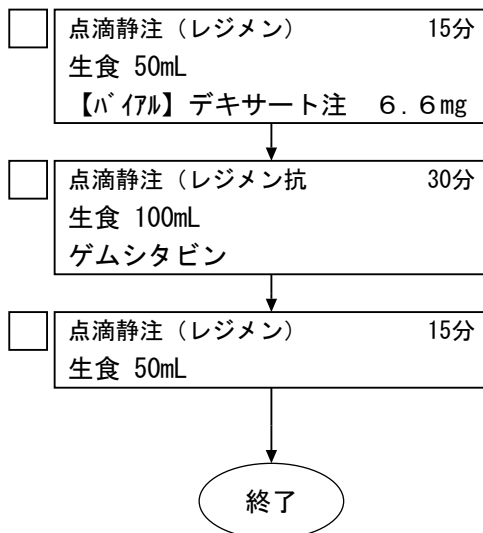 点滴静注（レジメン） 15分
生食 50mL
【ﾊﾞｲｱﾙ】デキサート注　６.６mg
点滴静注（レジメン抗 30分
生食 100mL
ゲムシタビン
点滴静注（レジメン） 15分
生食 50mL
終了